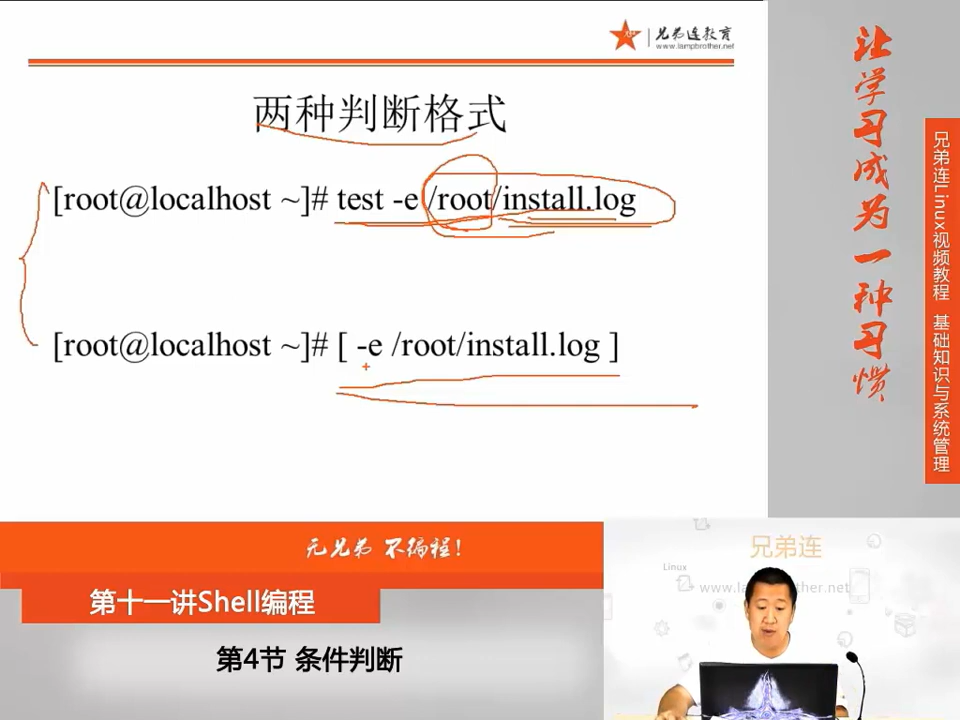 兄弟连教育
www.lampbrother.net
两种判断格式
[root@localhost ~]# test -e /root/install.log
[root@localhost ~]# [ -e /root/install.log ]
让学习成为一种习惯
兄弟连Linux视频教程 基础知识与系统管理
无兄弟 不编程!
第十一讲Shell编程
第4节 条件判断
兄弟连
Linux